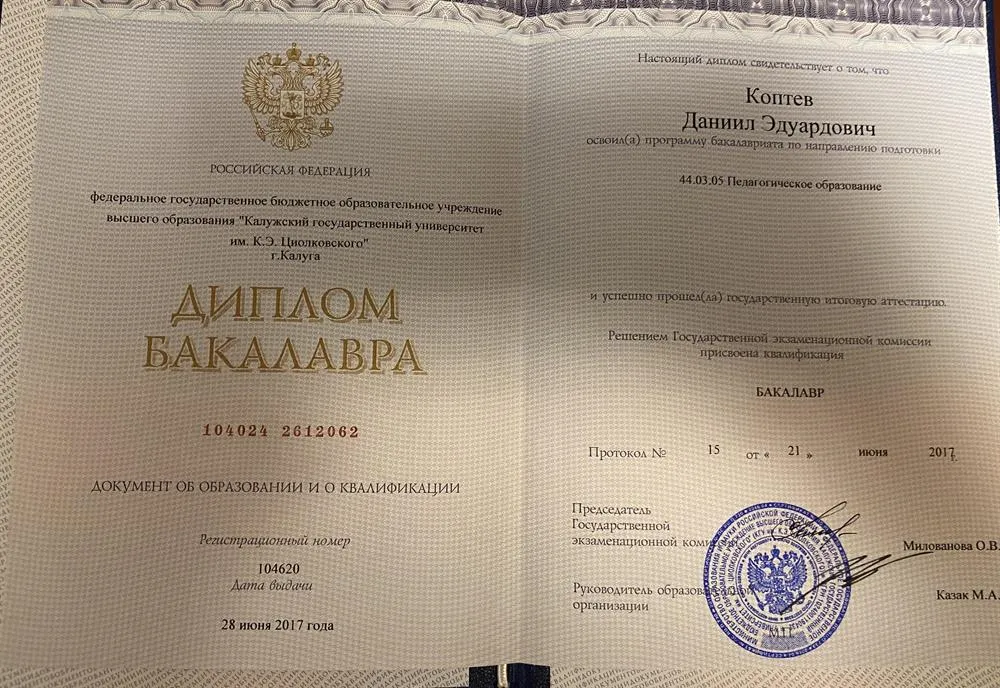 РОССИЙСКАЯ ФЕДЕРАЦИЯ
федеральное государственное бюджетное образовательное учреждение
высшего образования "Калужский государственный университет
им. К.Э. Циолковского"
г.Калуга
ДИПЛОМ
БАКАЛАВРА
104024 2612062
ДОКУМЕНТ ОБ ОБРАЗОВАНИИ И О КВАЛИФИКАЦИИ
Регистрационный номер
104620
Дата выдачи
28 июня 2017 года
Настоящий диплом свидетельствует о том, что
Коптев
Даниил Эдуардович
освоил(а) программу бакалавриата по направлению подготовки
44.03.05 Педагогическое образование
и успешно прошел(ла) государственную итоговую аттестацию.
Решением Государственной экзаменационной комиссии
присвоена квалификация
БАКАЛАВР
Протокол № 15 от « 21 » июня 2017 г.
Председатель
Государственной
экзаменационной коми
Милованова О.В.
Руководитель образовательной
организации
Казак М.А.
М.П.